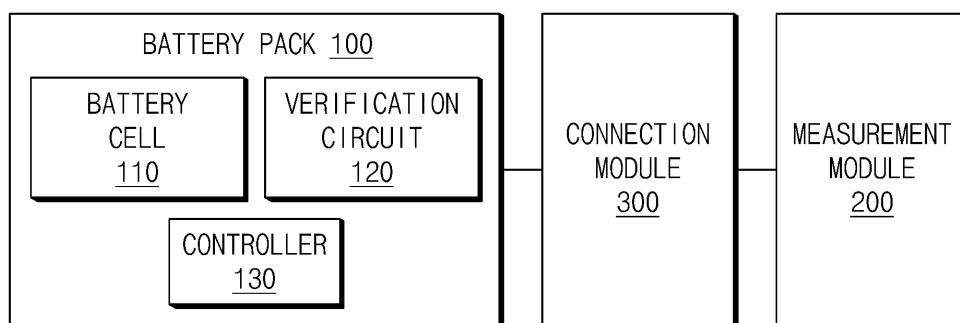 BATTERY PACK 100
BATTERY
CELL
110
VERIFICATION
CIRCUIT
120
CONTROLLER
130
CONNECTION
MODULE
300
MEASUREMENT
MODULE
200